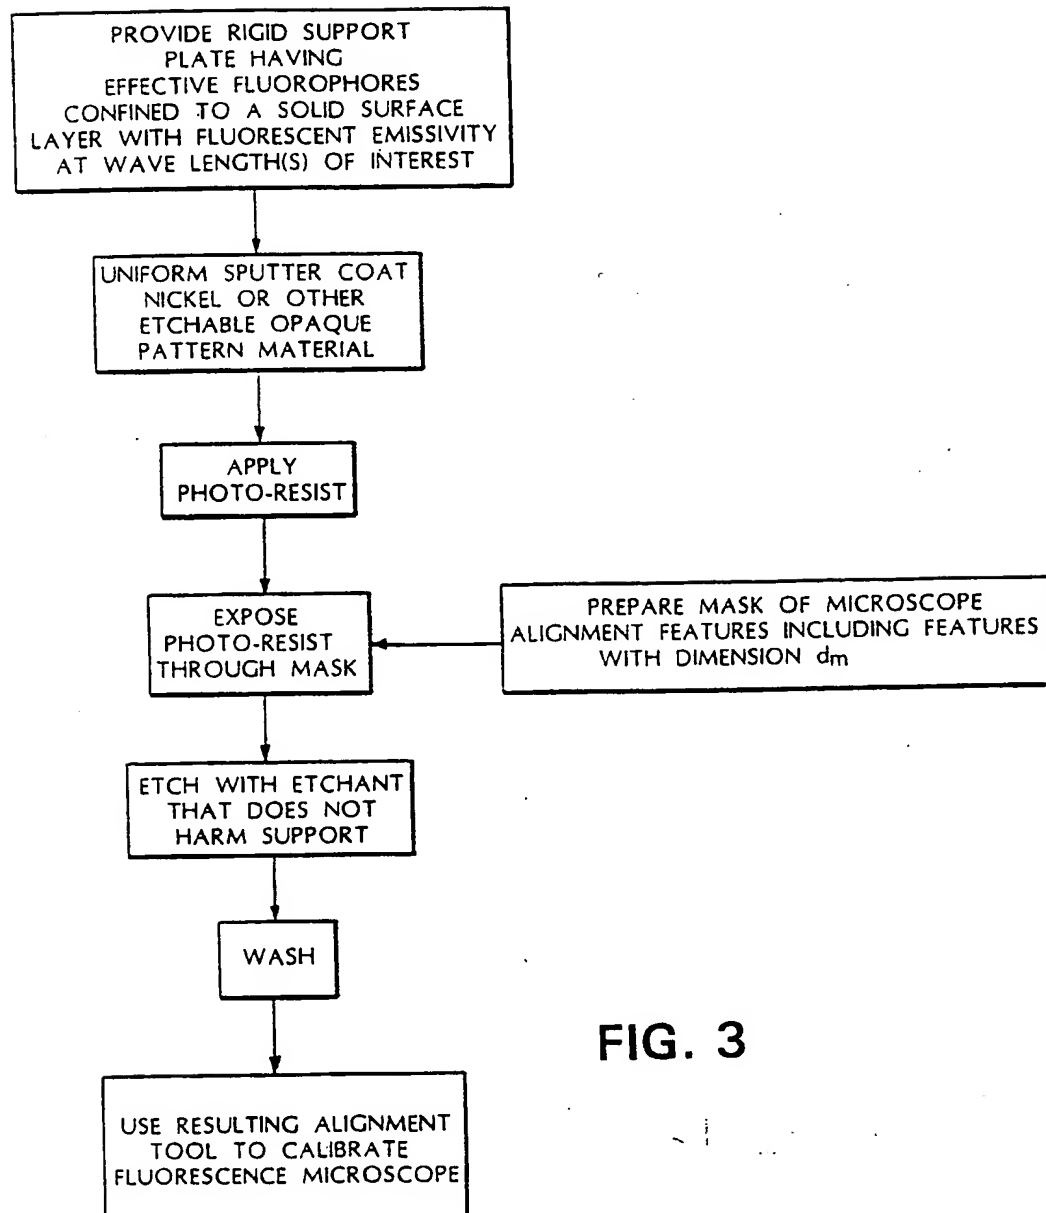 PROVIDE RIGID SUPPORT
PLATE HAVING
EFFECTIVE FLUOROPHORES
CONFINED TO A SOLID SURFACE
LAYER WITH FLUORESCENT EMISSIVITY
AT WAVE LENGTH(S) OF INTEREST
UNIFORM SPUTTER COAT
NICKEL OR OTHER
ETCHABLE OPAQUE
PATTERN MATERIAL
APPLY
PHOTO-RESIST
EXPOSE
PHOTO-RESIST
THROUGH MASK
PREPARE MASK OF MICROSCOPE
ALIGNMENT FEATURES INCLUDING FEATURES
WITH DIMENSION dm
ETCH WITH ETCHANT
THAT DOES NOT
HARM SUPPORT
WASH
USE RESULTING ALIGNMENT
TOOL TO CALIBRATE
FLUORESCENCE MICROSCOPE
FIG. 3